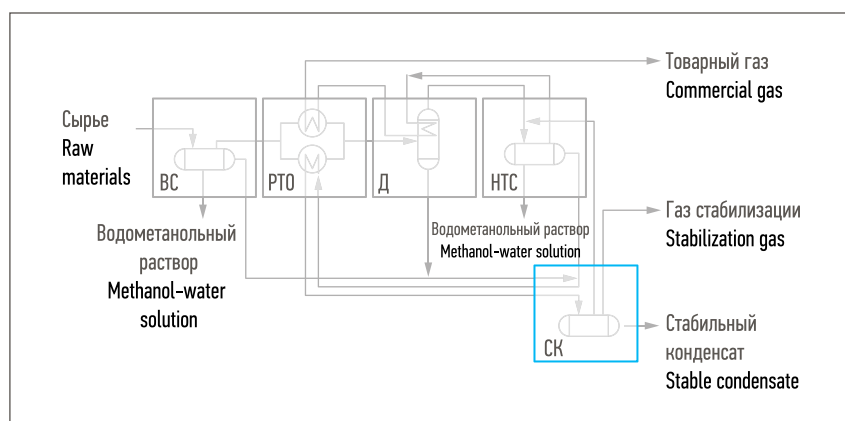 Товарный газ
Commercial gas
Сырье
Raw
materials
ВС
РТО
Д
НТС
Водометанольный
раствор
Methanol-water
solution
Водометанольный раствор
Methanol-water solution
Газ стабилизации
Stabilization gas
СК
Стабильный
конденсат
Stable condensate